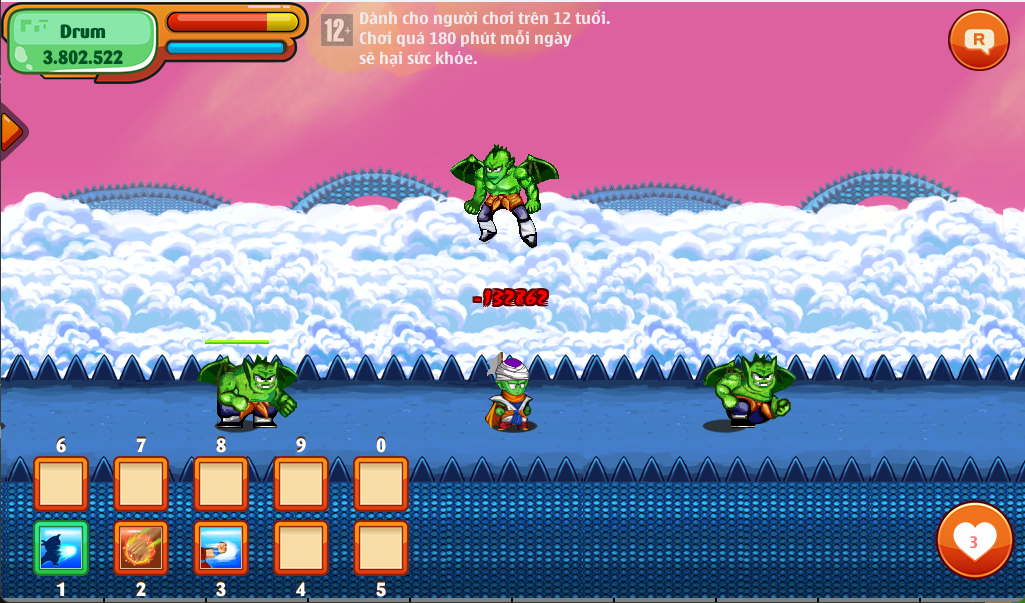 Drum
3.802.522
12+
Dành cho người chơi trên 12 tuổi.
Chơi quá 180 phút mỗi ngày
sẽ hại sức khỏe.
R
-132862
6 7 8 9 0
3
1 2 3 4 5